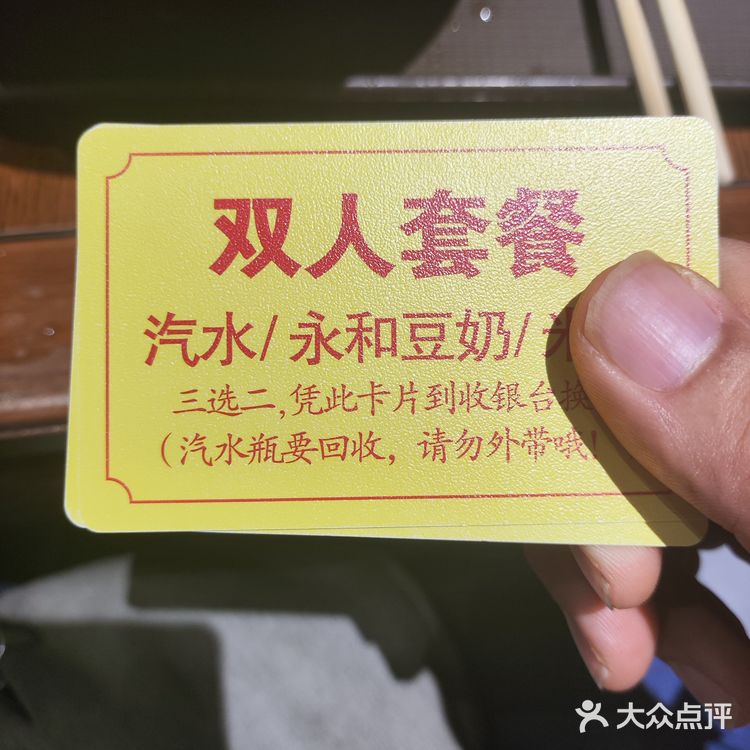 双人套餐
汽水/永和豆奶/米
三选二,凭此卡片到收银台换
(汽水瓶要回收,请勿外带哦!
大众点评